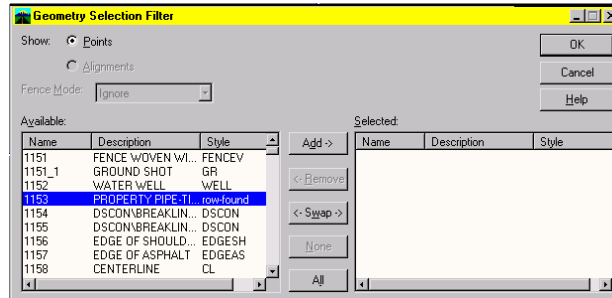 Geometry Selection Filter
Show: Points
Alignments
Fence Mode: Ignore
OK
Cancel
Help
Available:
Name Description Style
1151 FENCE WOVEN WI... FENCEV
1151_1 GROUND SHOT GR
1152 WATER WELL WELL
1153 PROPERTY PIPE-TI... row-found
1154 DSCON\BREAKLIN... DSCON
1155 DSCON\BREAKLIN... DSCON
1156 EDGE OF SHOULD... EDGESH
1157 EDGE OF ASPHALT EDGEAS
1158 CENTERLINE CL
Add ->
<- Remove
<- Swap ->
None
All
Selected:
Name Description Style